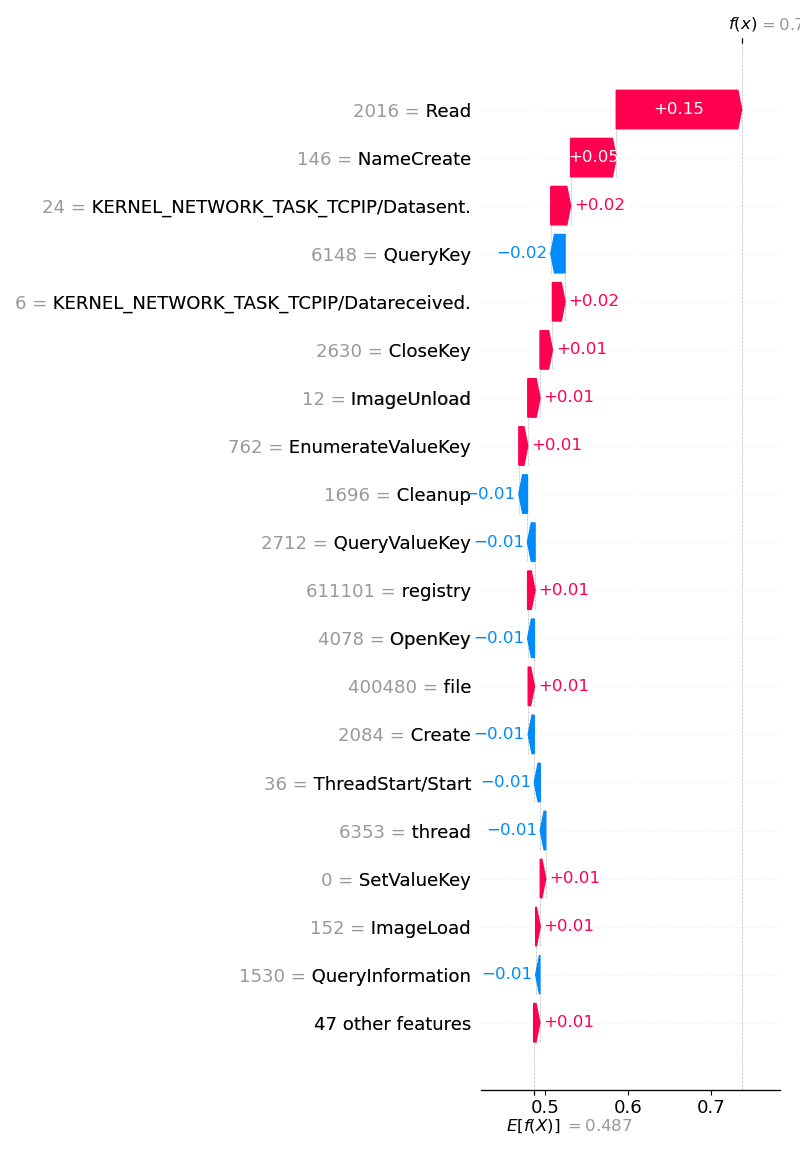 f(x) = 0.7
2016 = Read +0.15
146 = NameCreate +0.05
24 = KERNEL_NETWORK_TASK_TCPIP/Datasent. +0.02
6148 = QueryKey −0.02
6 = KERNEL_NETWORK_TASK_TCPIP/Datareceived. +0.02
2630 = CloseKey +0.01
12 = ImageUnload +0.01
762 = EnumerateValueKey +0.01
1696 = Cleanup −0.01
2712 = QueryValueKey −0.01
611101 = registry +0.01
4078 = OpenKey −0.01
400480 = file +0.01
2084 = Create −0.01
36 = ThreadStart/Start −0.01
6353 = thread −0.01
0 = SetValueKey +0.01
152 = ImageLoad +0.01
1530 = QueryInformation −0.01
47 other features +0.01
0.5 0.6 0.7
E[f(X)] = 0.487